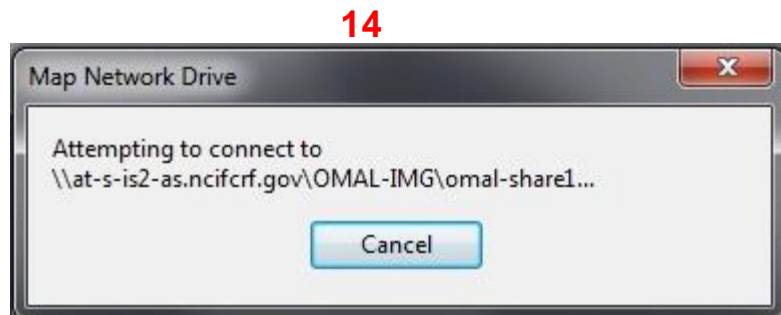 14
Map Network Drive
Attempting to connect to
\\at-s-is2-as.ncifcrf.gov\OMAL-IMG\omal-share1...
Cancel